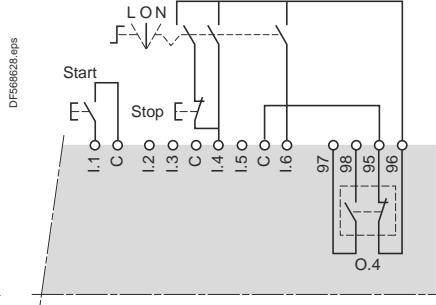 DF568628.eps
L O N
Start
Stop
I.1 C I.2 I.3 C I.4 I.5 C I.6 97 98 95 96
O.4